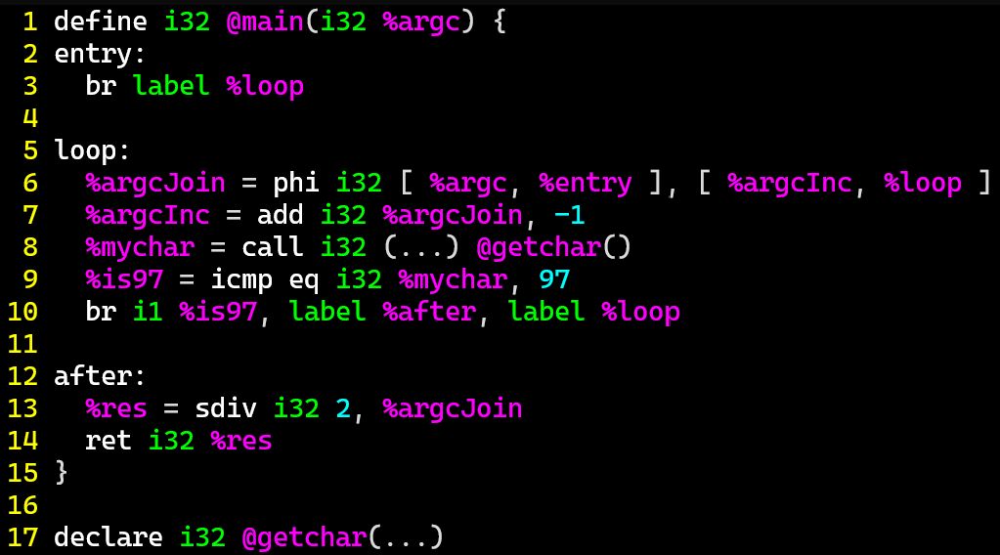 1 define i32 @main(i32 %argc) {
2 entry:
3   br label %loop
4
5 loop:
6   %argcJoin = phi i32 [ %argc, %entry ], [ %argcInc, %loop ]
7   %argcInc = add i32 %argcJoin, -1
8   %mychar = call i32 (...) @getchar()
9   %is97 = icmp eq i32 %mychar, 97
10   br i1 %is97, label %after, label %loop
11
12 after:
13   %res = sdiv i32 2, %argcJoin
14   ret i32 %res
15 }
16
17 declare i32 @getchar(...)